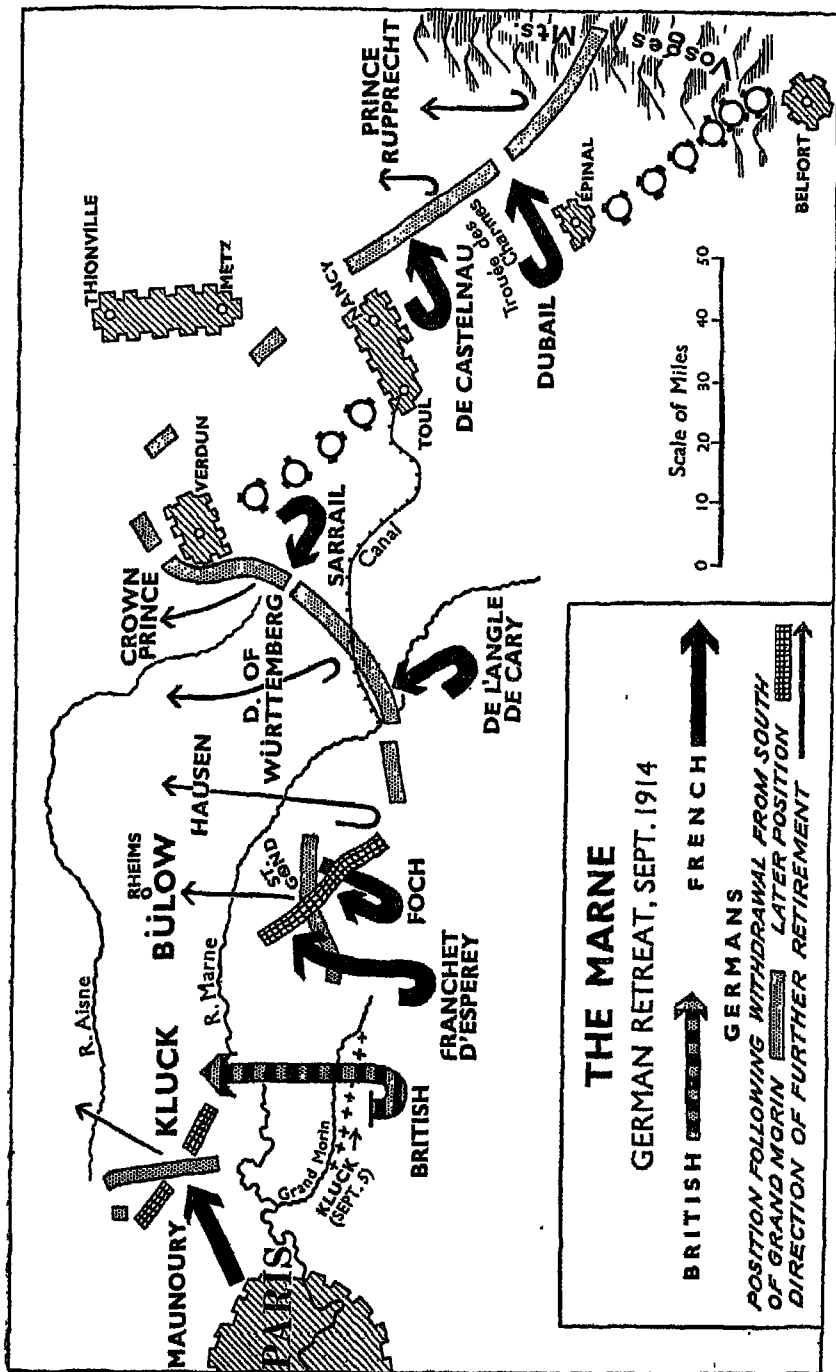 THIONVILLE
METZ
VERDUN
NANCY
TOUL
PRINCE
RUPPRECHT
Vosges
Mts.
DE CASTELNAU
Trouée des
Charmes
DUBAIL
ÉPINAL
BELFORT
CROWN
PRINCE
SARRAIL
Canal
D. OF
WÜRTTEMBERG
DE L'ANGLE
DE CARY
HAUSEN
RHEIMS
BÜLOW
ST.
GOND
FOCH
FRANCHET
D'ESPEREY
R. Aisne
R. Marne
KLUCK
BRITISH
Grand Morin
KLUCK
(SEPT. 5)
MAUNOURY
PARIS
Scale of Miles
0 10 20 30 40 50
THE MARNE
GERMAN RETREAT, SEPT. 1914
BRITISH FRENCH
GERMANS
POSITION FOLLOWING WITHDRAWAL FROM SOUTH
OF GRAND MORIN LATER POSITION
DIRECTION OF FURTHER RETIREMENT